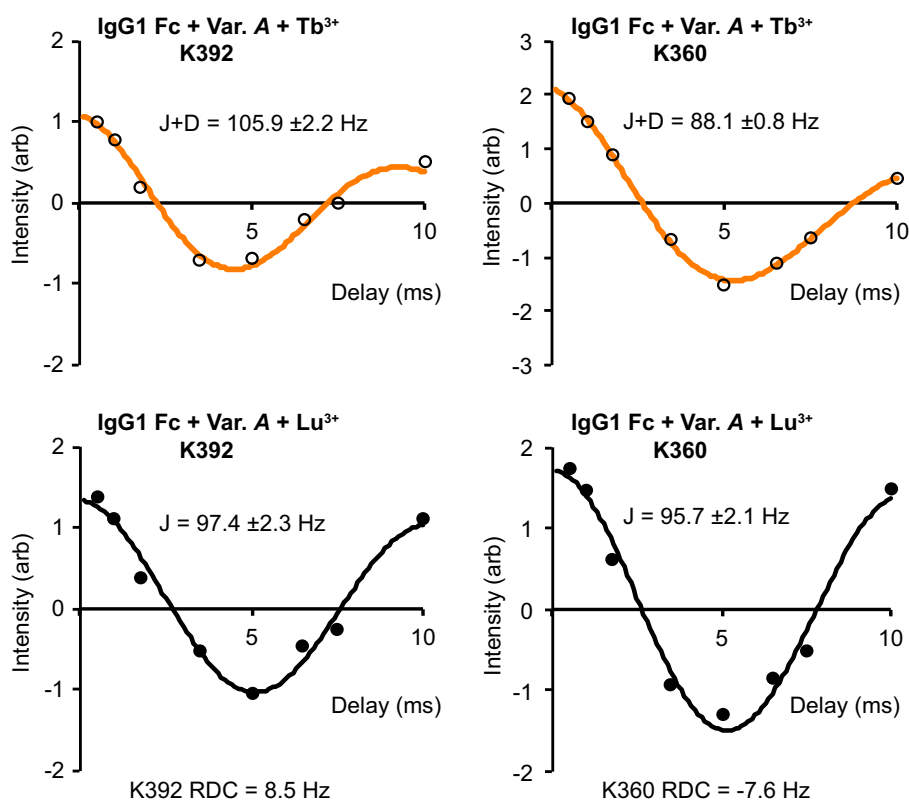 IgG1 Fc + Var. A + Tb³⁺
K392
2
1
0
-1
-2
5
10
Intensity (arb)
J+D = 105.9 ±2.2 Hz
Delay (ms)
IgG1 Fc + Var. A + Tb³⁺
K360
3
2
1
0
-1
-2
-3
5
10
Intensity (arb)
J+D = 88.1 ±0.8 Hz
Delay (ms)
IgG1 Fc + Var. A + Lu³⁺
K392
2
1
0
-1
-2
5
10
Intensity (arb)
J = 97.4 ±2.3 Hz
Delay (ms)
K392 RDC = 8.5 Hz
IgG1 Fc + Var. A + Lu³⁺
K360
2
1
0
-1
-2
5
10
Intensity (arb)
J = 95.7 ±2.1 Hz
Delay (ms)
K360 RDC = -7.6 Hz